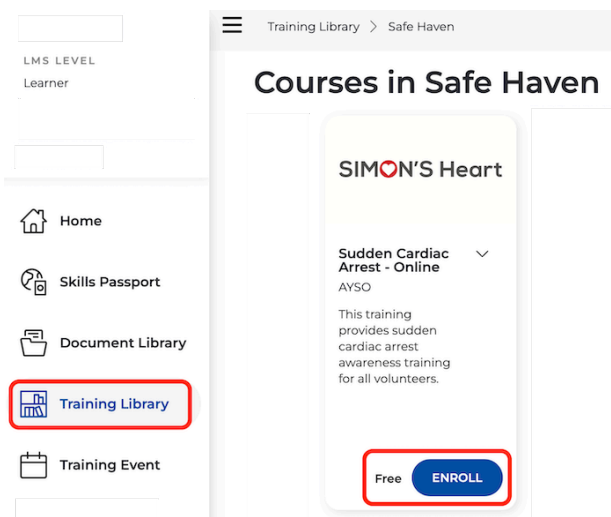 LMS LEVEL
Learner
Home
Skills Passport
Document Library
Training Library
Training Event
Training Library > Safe Haven
Courses in Safe Haven
SIMON'S Heart
Sudden Cardiac
Arrest - Online
AYSO
This training
provides sudden
cardiac arrest
awareness training
for all volunteers.
Free ENROLL